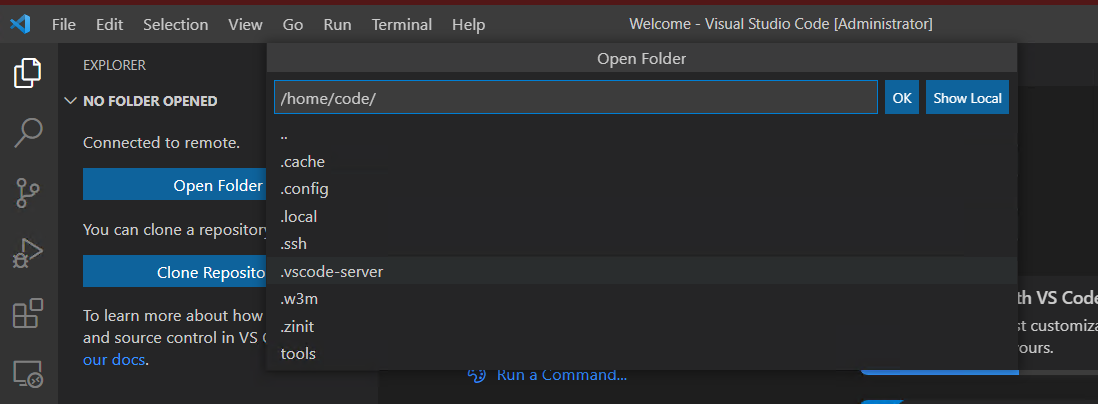 File Edit Selection View Go Run Terminal Help Welcome - Visual Studio Code [Administrator]
EXPLORER
NO FOLDER OPENED
Connected to remote.
Open Folder
You can clone a repository
Clone Reposito
To learn more about how
and source control in VS
our docs.
Open Folder
/home/code/
OK
Show Local
..
.cache
.config
.local
.ssh
.vscode-server
.w3m
.zinit
tools
Run a Command...
th VS Code
st customiza
ours.